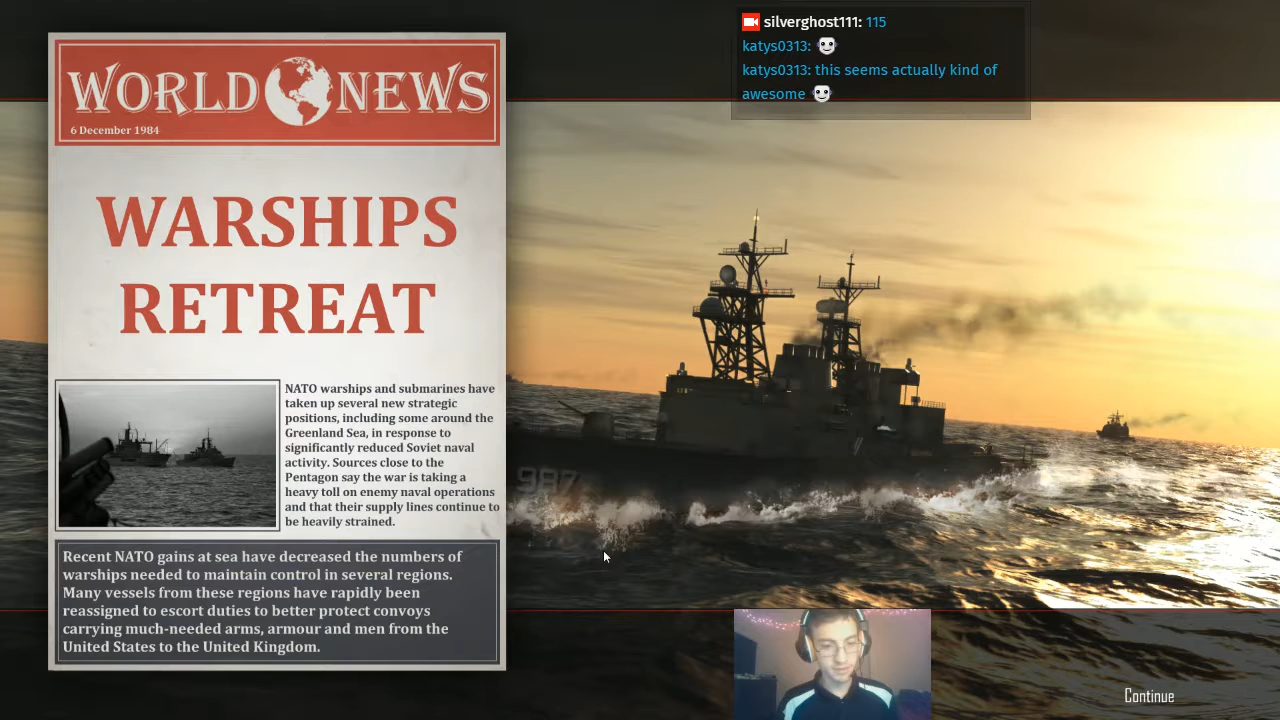 WORLD NEWS
6 December 1984
WARSHIPS
RETREAT
NATO warships and submarines have
taken up several new strategic
positions, including some around the
Greenland Sea, in response to
significantly reduced Soviet naval
activity. Sources close to the
Pentagon say the war is taking a
heavy toll on enemy naval operations
and that their supply lines continue to
be heavily strained.
Recent NATO gains at sea have decreased the numbers of
warships needed to maintain control in several regions.
Many vessels from these regions have rapidly been
reassigned to escort duties to better protect convoys
carrying much-needed arms, armour and men from the
United States to the United Kingdom.
silverghost111: 115
katys0313:
katys0313: this seems actually kind of
awesome
987
Continue